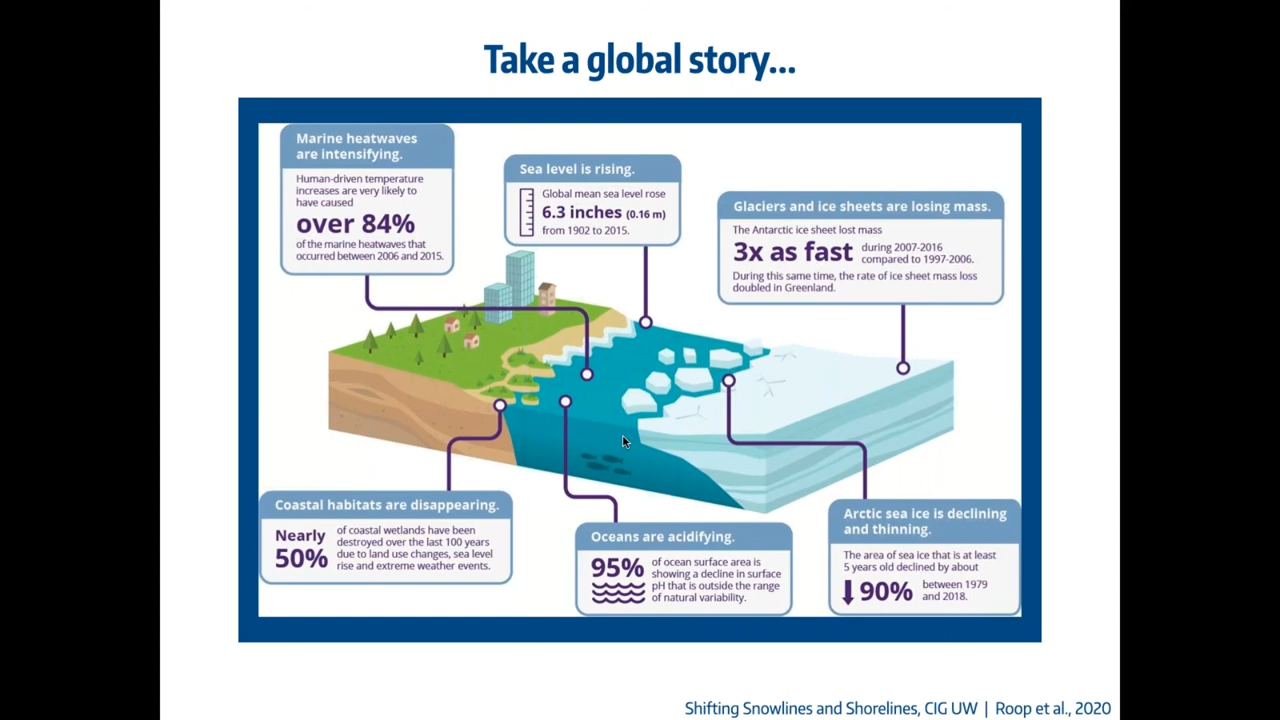 Take a global story...
Marine heatwaves
are intensifying.
Human-driven temperature
increases are very likely to
have caused
over 84%
of the marine heatwaves that
occurred between 2006 and 2015.
Sea level is rising.
Global mean sea level rose
6.3 inches (0.16 m)
from 1902 to 2015.
Glaciers and ice sheets are losing mass.
The Antarctic ice sheet lost mass
3x as fast
during 2007-2016
compared to 1997-2006.
During this same time, the rate of ice sheet mass loss
doubled in Greenland.
Coastal habitats are disappearing.
Nearly
50%
of coastal wetlands have been
destroyed over the last 100 years
due to land use changes, sea level
rise and extreme weather events.
Oceans are acidifying.
95%
of ocean surface area is
showing a decline in surface
pH that is outside the range
of natural variability.
Arctic sea ice is declining
and thinning.
The area of sea ice that is at least
5 years old declined by about
90%
between 1979
and 2018.
Shifting Snowlines and Shorelines, CIG UW | Roop et al., 2020